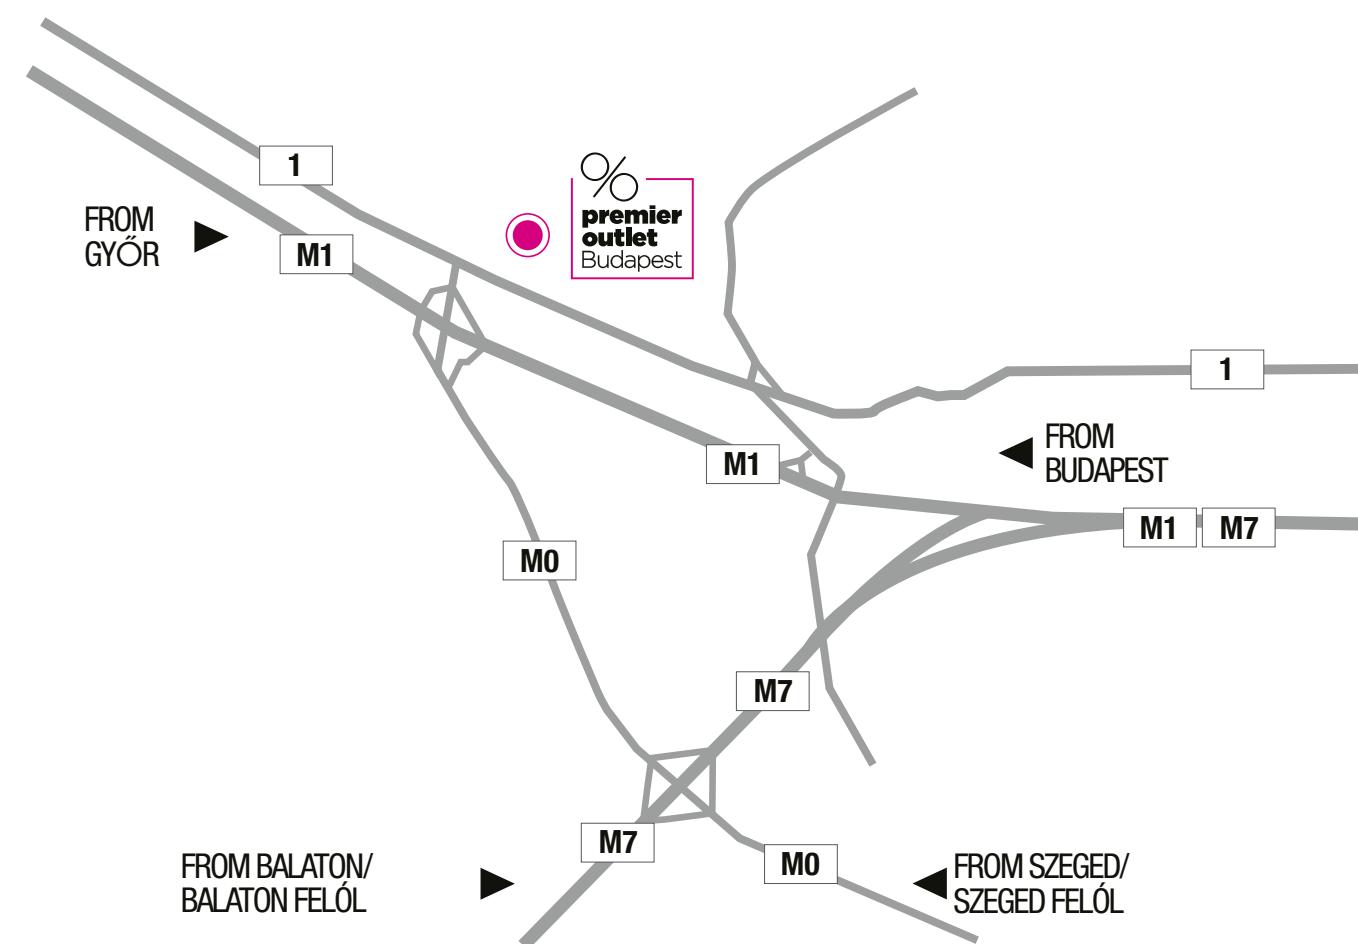 1
%
premier
outlet
Budapest
FROM
GYŐR
M1
1
FROM
BUDAPEST
M1
M1 M7
M0
M7
M7
M0
FROM BALATON/
BALATON FELÓL
FROM SZEGED/
SZEGED FELÓL